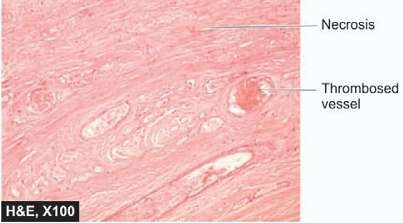 Necrosis
Thrombosed
vessel
H&E, X100